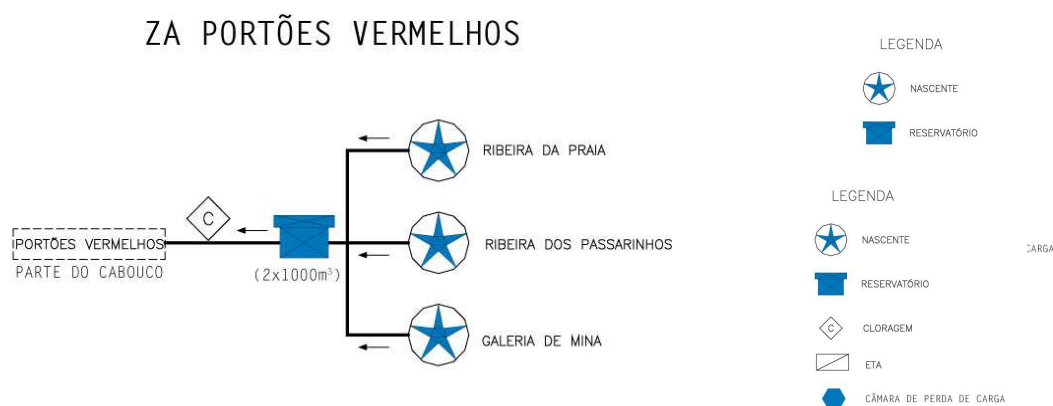 ZA PORTÕES VERMELHOS
RIBEIRA DA PRAIA
C
PORTÕES VERMELHOS
PARTE DO CABOUCO
(2x1000m³)
RIBEIRA DOS PASSARINHOS
GALERIA DE MINA
LEGENDA
NASCENTE
RESERVATÓRIO
LEGENDA
NASCENTE
CARGA
RESERVATÓRIO
C
CLORAGEM
ETA
CÂMARA DE PERDA DE CARGA